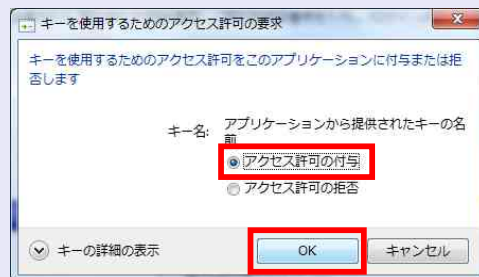 キーを使用するためのアクセス許可の要求
キーを使用するためのアクセス許可をこのアプリケーションに付与または拒
否します
キー名: アプリケーションから提供されたキーの名
前
アクセス許可の付与
アクセス許可の拒否
キーの詳細の表示
OK
キャンセル